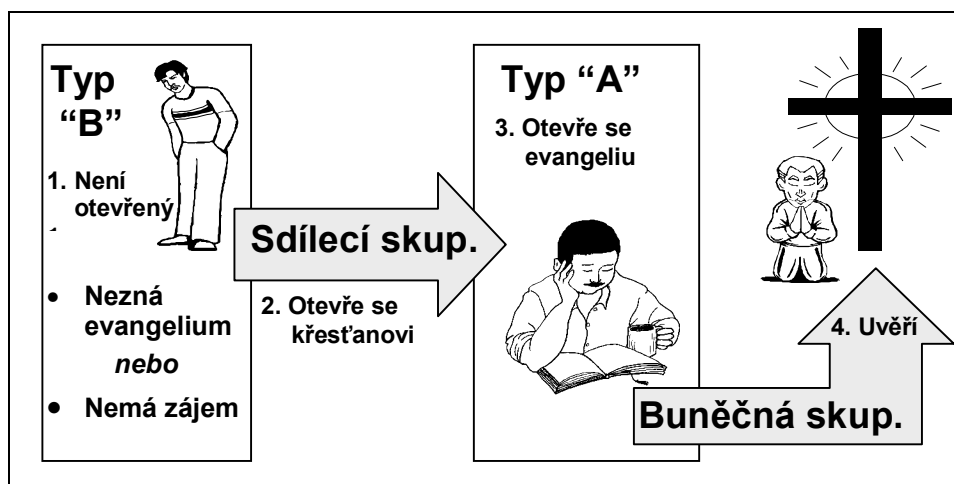 Typ
“B”
1. Není
otevřený
• Nezná
evangelium
nebo
• Nemá zájem
Sdílecí skup.
2. Otevře se
křesťanovi
Typ “A”
3. Otevře se
evangeliu
Buněčná skup.
4. Uvěří